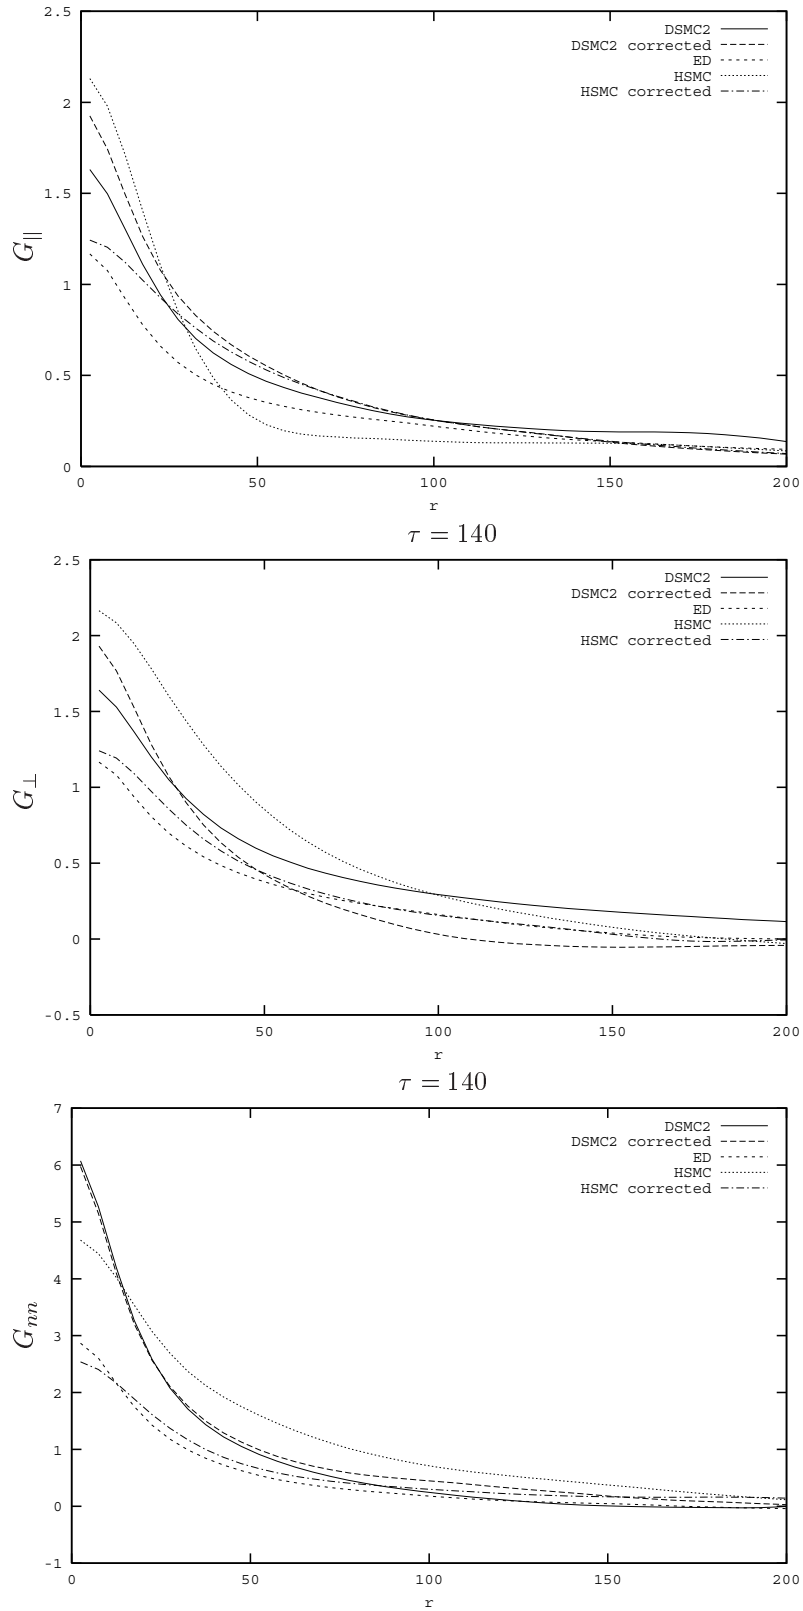 2.5
2
1.5
1
0.5
0
G||
DSMC2
DSMC2 corrected
ED
HSMC
HSMC corrected
0 50 100 150 200
r
τ = 140
2.5
2
1.5
1
0.5
0
-0.5
G⊥
DSMC2
DSMC2 corrected
ED
HSMC
HSMC corrected
0 50 100 150 200
r
τ = 140
7
6
5
4
3
2
1
0
-1
Gnn
DSMC2
DSMC2 corrected
ED
HSMC
HSMC corrected
0 50 100 150 200
r